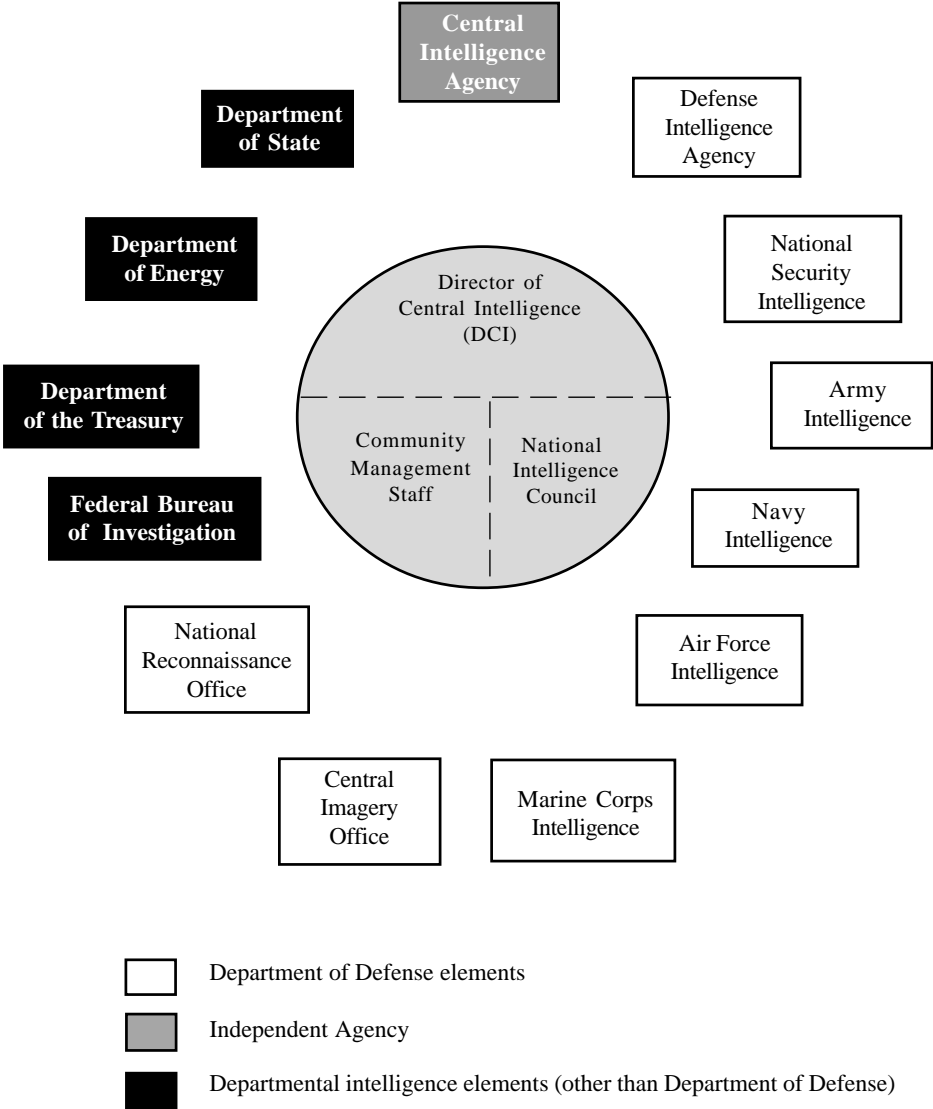 Central
Intelligence
Agency
Department
of State
Defense
Intelligence
Agency
Department
of Energy
National
Security
Intelligence
Director of
Central Intelligence
(DCI)
Department
of the Treasury
Army
Intelligence
Community
Management
Staff
National
Intelligence
Council
Federal Bureau
of Investigation
Navy
Intelligence
National
Reconnaissance
Office
Air Force
Intelligence
Central
Imagery
Office
Marine Corps
Intelligence
Department of Defense elements
Independent Agency
Departmental intelligence elements (other than Department of Defense)